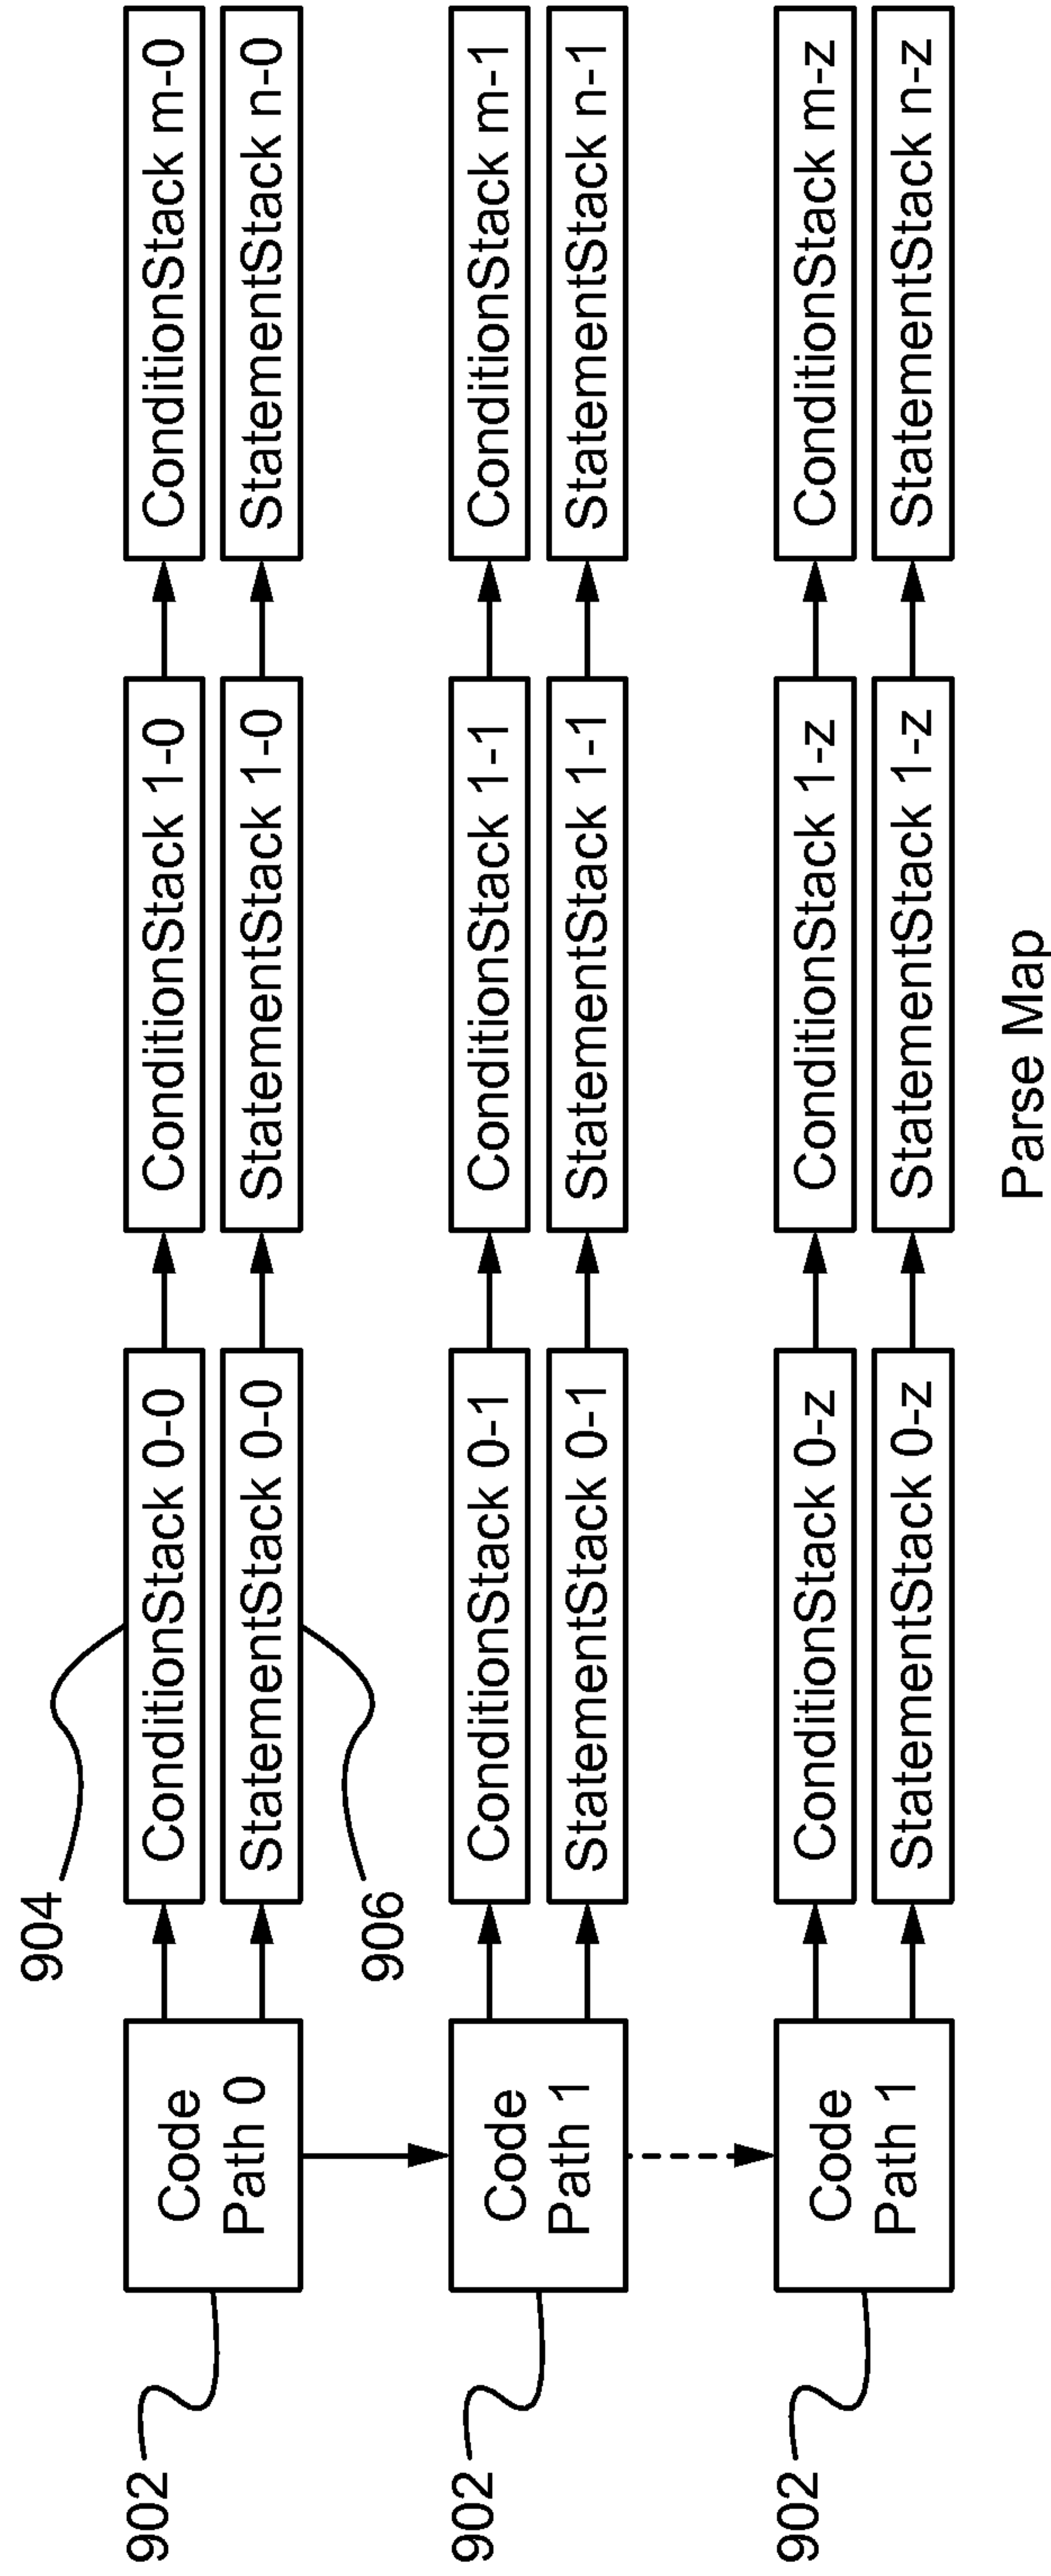 904
Code
Path 0
ConditionStack 0-0
ConditionStack 1-0
ConditionStack m-0
StatementStack 0-0
StatementStack 1-0
StatementStack n-0
902
906
Code
Path 1
ConditionStack 0-1
ConditionStack 1-1
ConditionStack m-1
StatementStack 0-1
StatementStack 1-1
StatementStack n-1
902
Code
Path 1
ConditionStack 0-z
ConditionStack 1-z
ConditionStack m-z
StatementStack 0-z
StatementStack 1-z
StatementStack n-z
902
Parse Map